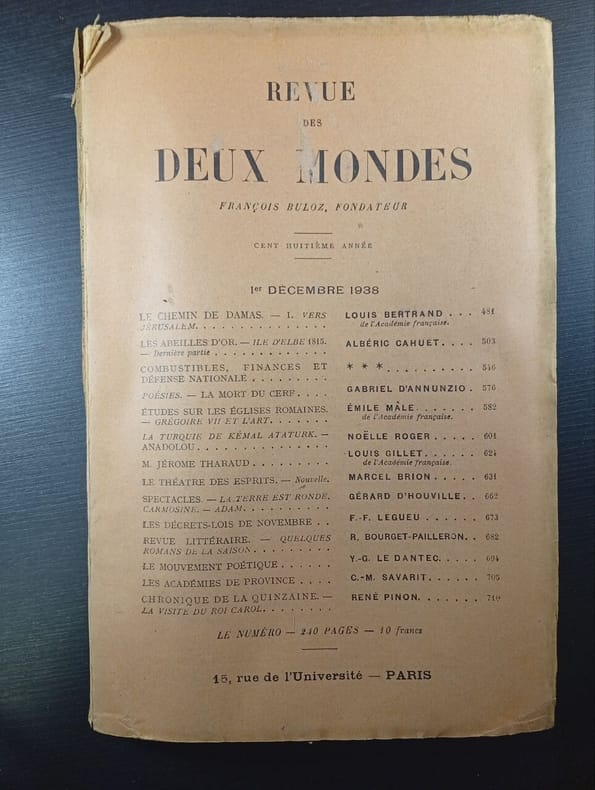 REVUE
DES
DEUX MONDES
FRANÇOIS BULOZ, FONDATEUR
CENT HUITIÈME ANNÉE
1er DÉCEMBRE 1938
LE CHEMIN DE DAMAS. — I. VERS JÉRUSALEM. . . . . . . . . . . . . . . LOUIS BERTRAND . . . 481
de l'Académie française.
LES ABEILLES D'OR. — ILE D'ELBE 1815. — Dernière partie . . . . . . . . . . . ALBÉRIC CAHUET. . . . . 503
COMBUSTIBLES, FINANCES ET DÉFENSE NATIONALE . . . . . . . . . * * * . . . . . . . . . . 546
POÉSIES. — LA MORT DU CERF. . . . GABRIEL D'ANNUNZIO . 576
ÉTUDES SUR LES ÉGLISES ROMAINES. — GRÉGOIRE VII ET L'ART. . . . . . . . ÉMILE MÂLE. . . . . . . 582
de l'Académie française.
LA TURQUIE DE KÉMAL ATATURK. — ANADOLOU. . . . . . . . . . . . . . . NOËLLE ROGER . . . . . 601
M. JÉROME THARAUD . . . . . . . . . LOUIS GILLET. . . . . . 624
de l'Académie française.
LE THÉATRE DES ESPRITS. — Nouvelle. MARCEL BRION . . . . . 631
SPECTACLES. — LA TERRE EST RONDE. CARMOSINE. — ADAM. . . . . . . . . . GÉRARD D'HOUVILLE. . 662
LES DÉCRETS-LOIS DE NOVEMBRE . . F.-F. LEGUEU . . . . . . 673
REVUE LITTÉRAIRE. — QUELQUES ROMANS DE LA SAISON. . . . . . . . . . R. BOURGET-PAILLERON. . 682
LE MOUVEMENT POÉTIQUE . . . . . . Y.-G. LE DANTEC. . . . . 694
LES ACADÉMIES DE PROVINCE . . . . C.-M. SAVARIT. . . . . . 705
CHRONIQUE DE LA QUINZAINE. — LA VISITE DU ROI CAROL. . . . . . . . RENÉ PINON. . . . . . . 710
LE NUMÉRO — 240 PAGES — 10 francs
15, rue de l'Université — PARIS